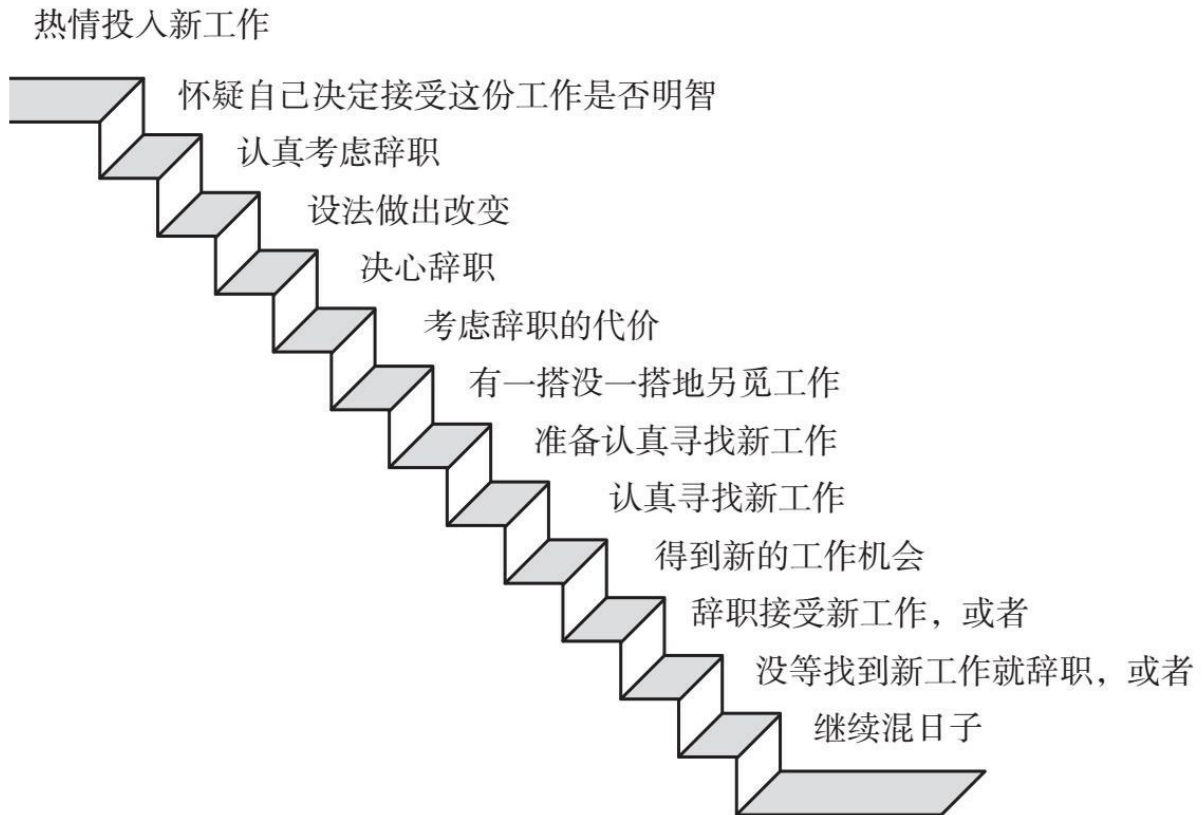 热情投入新工作
怀疑自己决定接受这份工作是否明智
认真考虑辞职
设法做出改变
决心辞职
考虑辞职的代价
有一搭没一搭地另觅工作
准备认真寻找新工作
认真寻找新工作
得到新的工作机会
辞职接受新工作，或者
没等找到新工作就辞职，或者
继续混日子